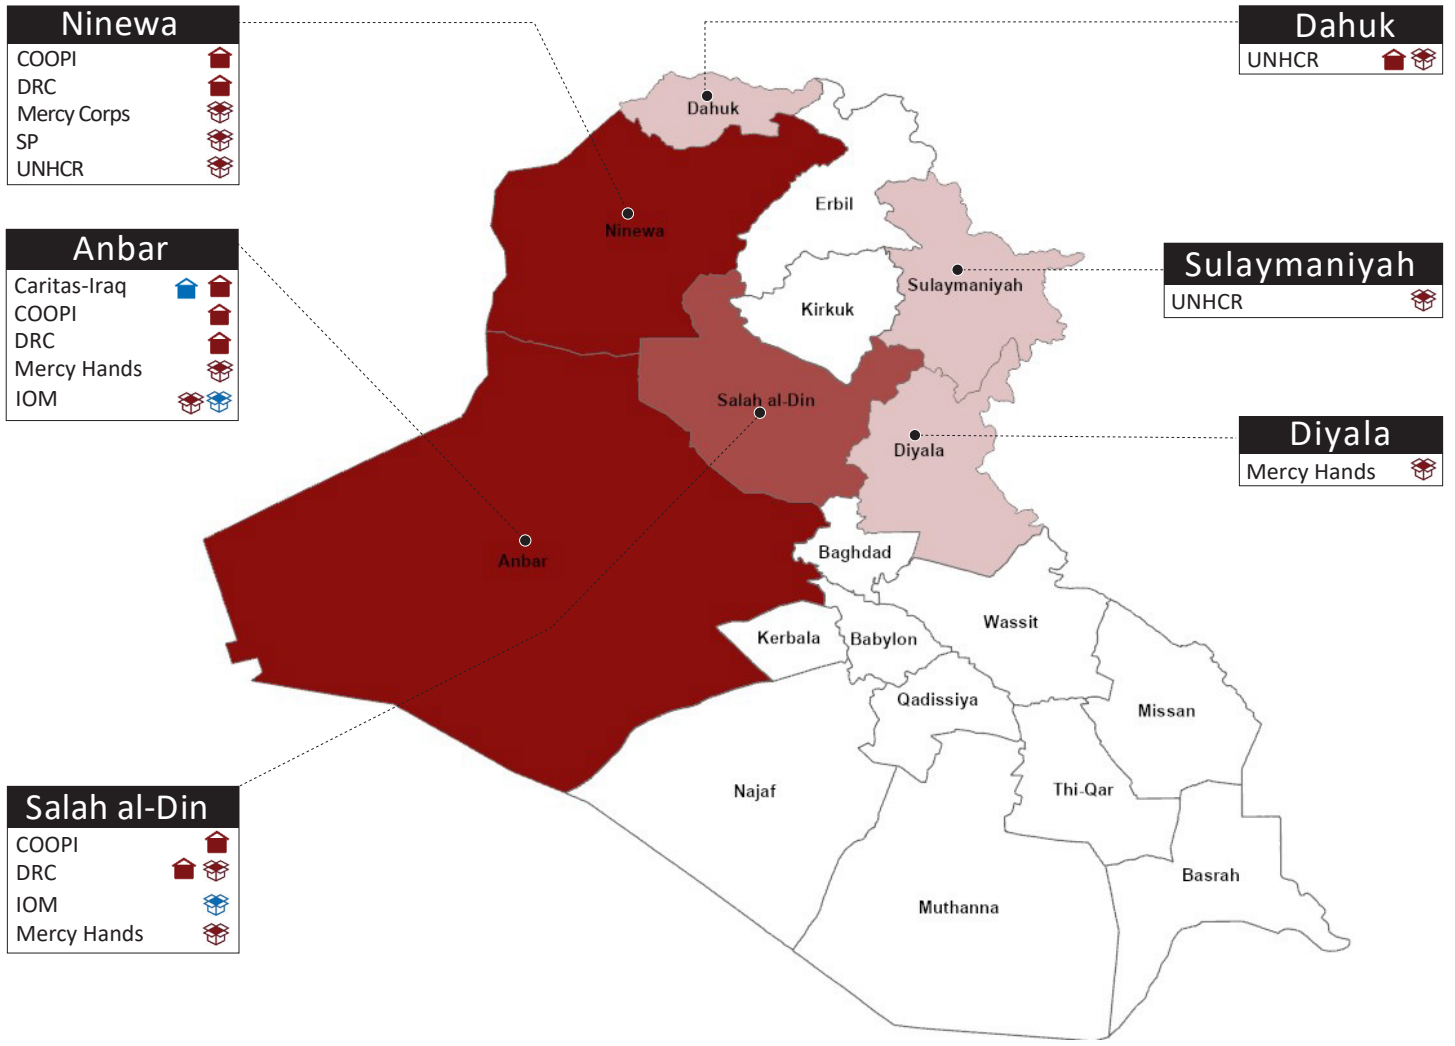 Ninewa
COOPI
DRC
Mercy Corps
SP
UNHCR
Anbar
Caritas-Iraq
COOPI
DRC
Mercy Hands
IOM
Salah al-Din
COOPI
DRC
IOM
Mercy Hands
Dahuk
UNHCR
Sulaymaniyah
UNHCR
Diyala
Mercy Hands
Dahuk
Erbil
Ninewa
Sulaymaniyah
Kirkuk
Salah al-Din
Diyala
Anbar
Baghdad
Wassit
Kerbala
Babylon
Qadissiya
Missan
Najaf
Thi-Qar
Basrah
Muthanna